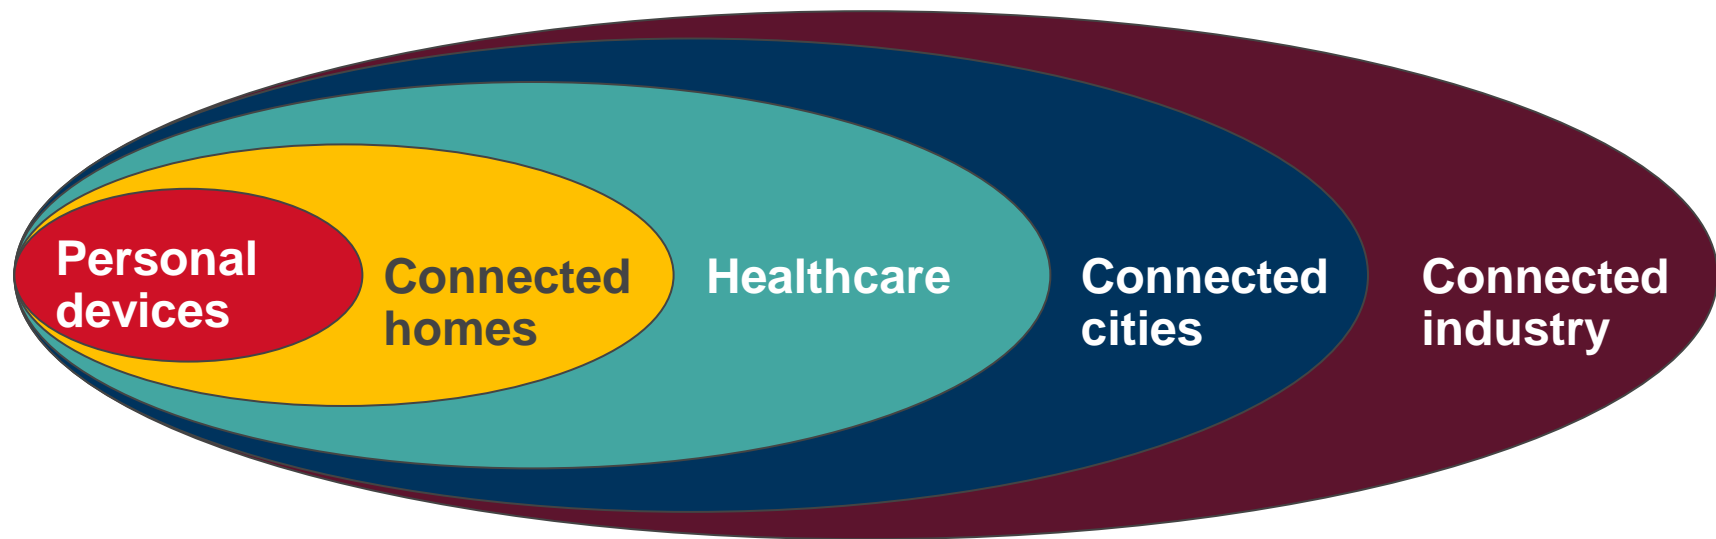 Personal
devices
Connected
homes
Healthcare
Connected
cities
Connected
industry